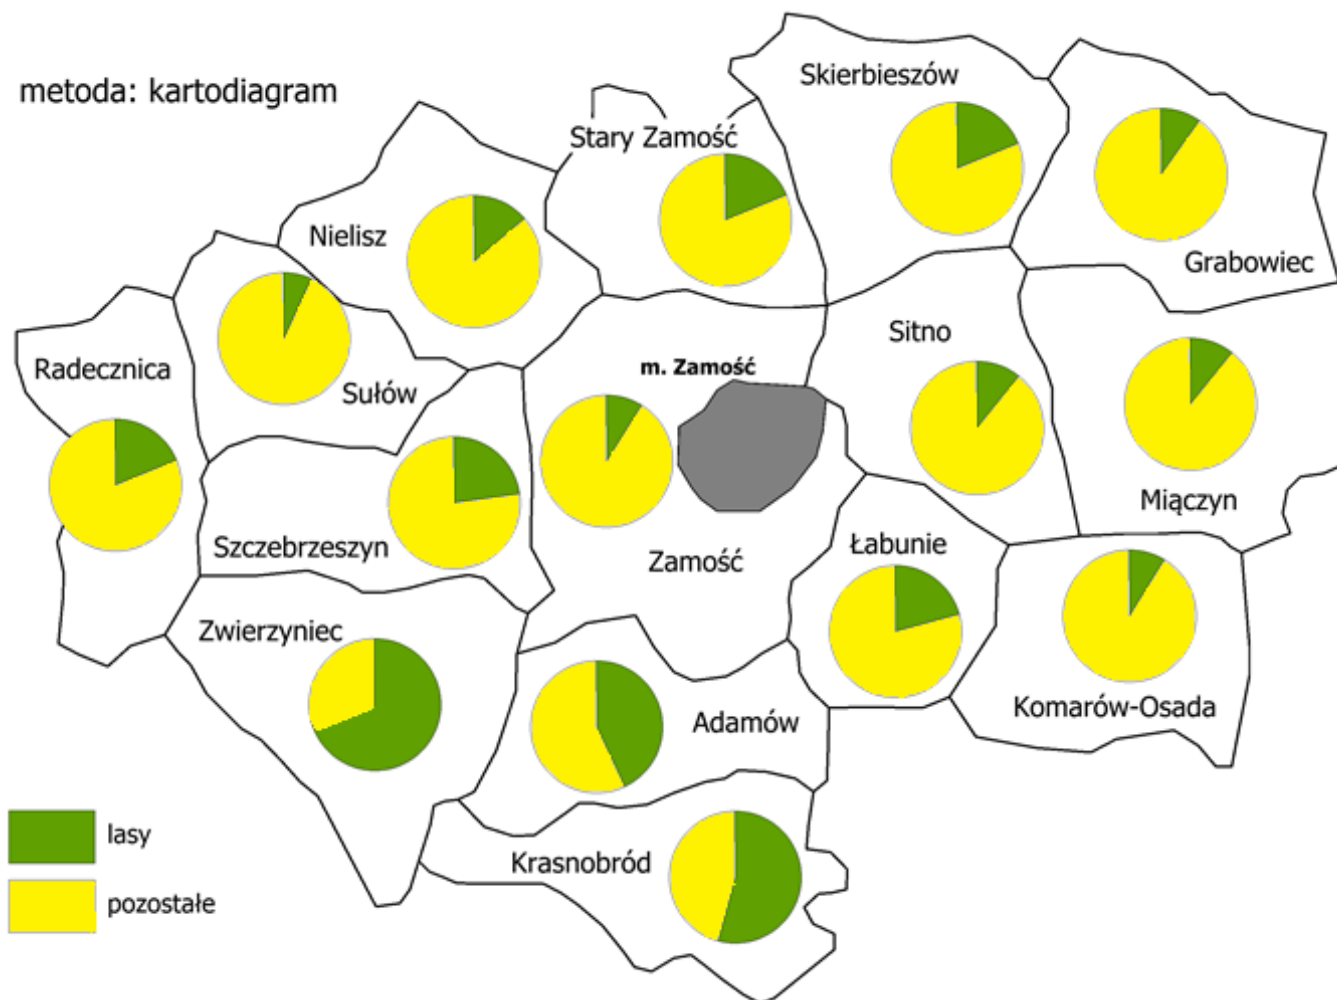 metoda: kartodiagram
Skierbieszów
Stary Zamość
Nielisz
Grabowiec
Sitno
Radecznica
m. Zamość
Sułów
Miączyn
Szczebrzeszyn
Łabunie
Zamość
Zwierzyniec
Komarów-Osada
Adamów
lasy
Krasnobród
pozostałe